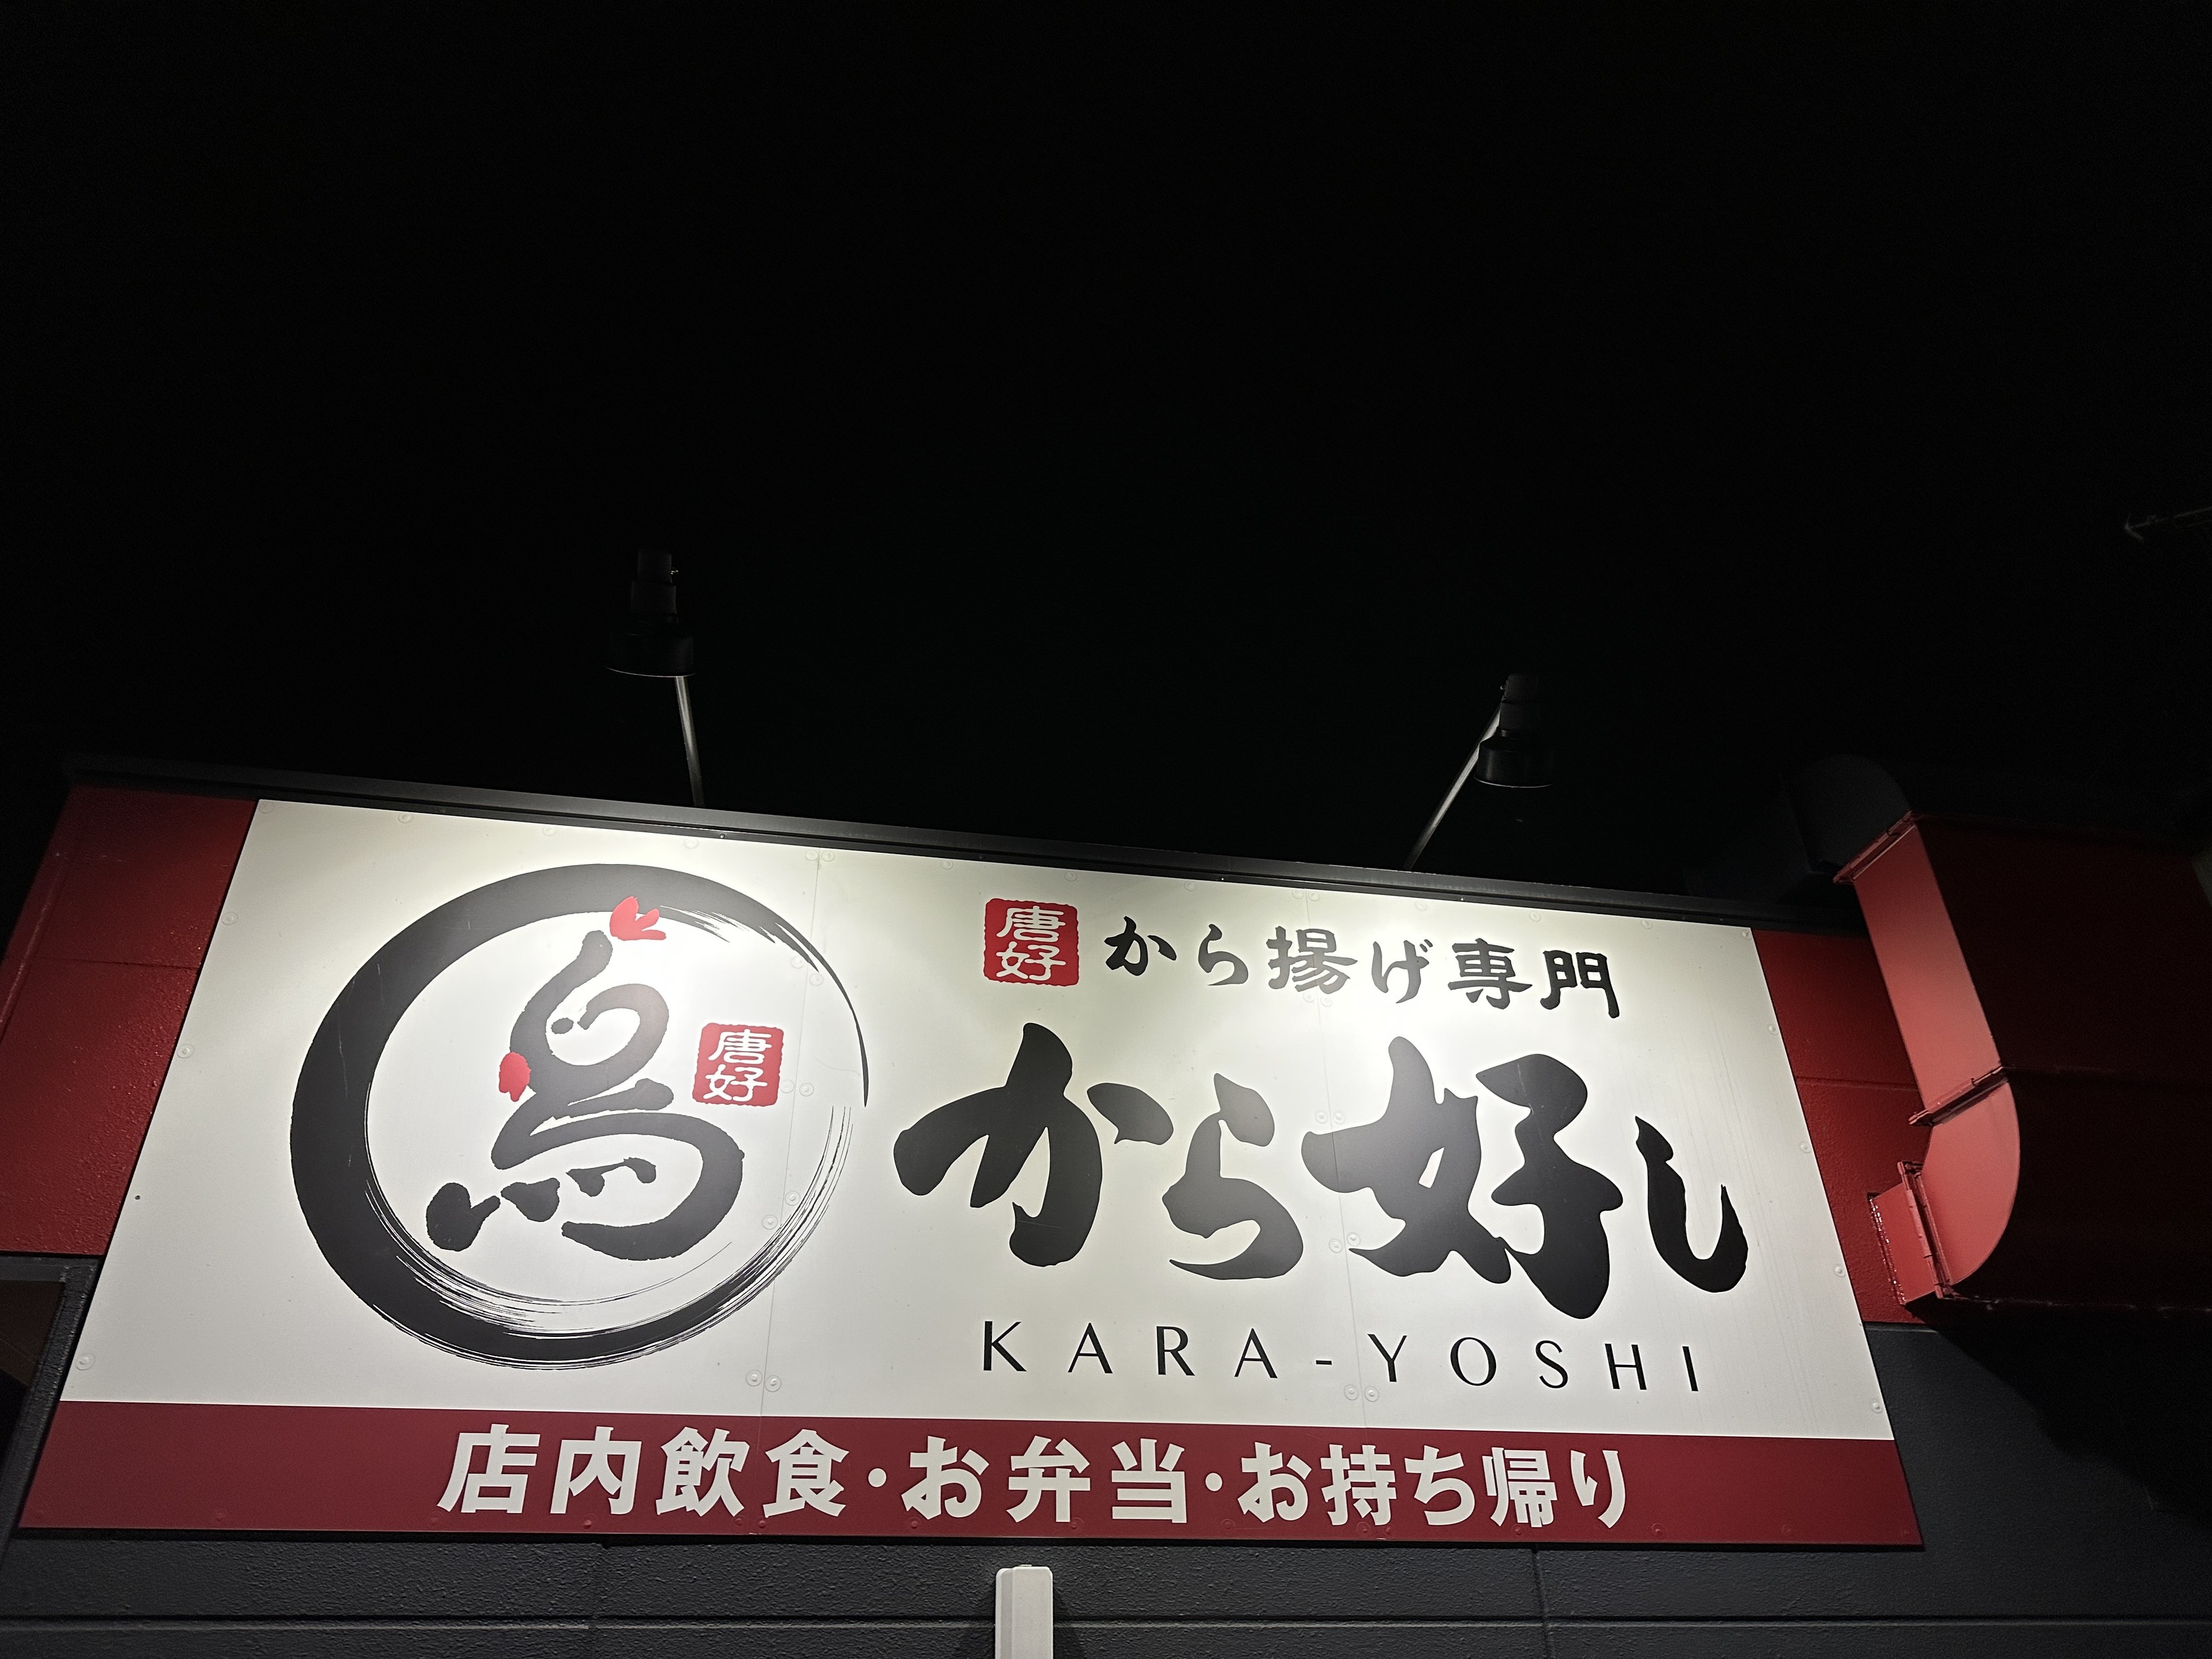 鳥
唐好
唐好 から揚げ専門
から好し
KARA-YOSHI
店内飲食・お弁当・お持ち帰り